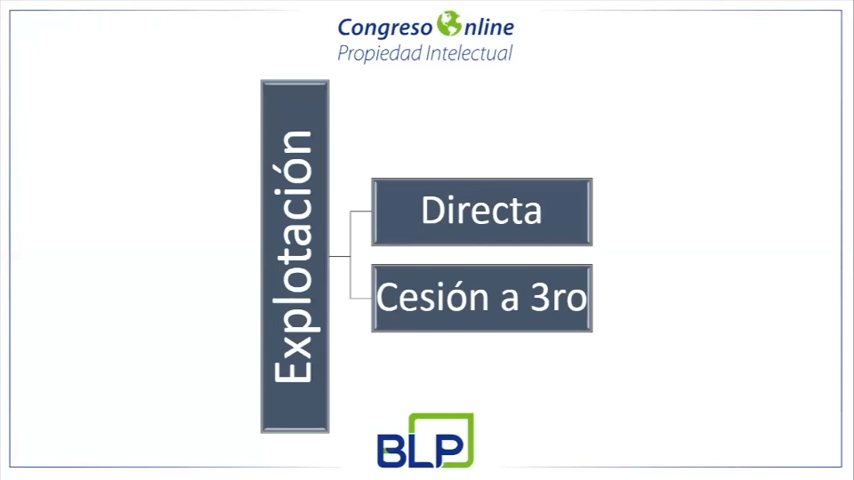 Congreso Online
Propiedad Intelectual
Explotación
Directa
Cesión a 3ro
BLP